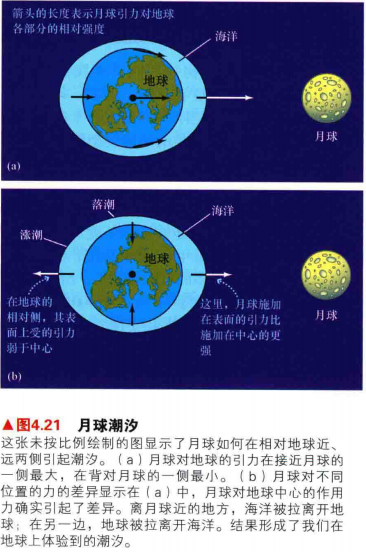 箭头的长度表示月球引力对地球
各部分的相对强度
海洋
地球
月球
(a)
落潮
海洋
涨潮
地球
在地球的
相对侧，其表
面上受的引力
弱于中心
这里，月球施加
在表面的引力比
施加在中心的更
强
月球
(b)
▲图4.21 月球潮汐
这张未按比例绘制的图显示了月球如何在相对地球近、
远两侧引起潮汐。（a）月球对地球的引力在接近月球的
一侧最大，在背对月球的一侧最小。（b）月球对不同
位置的力的差异显示在（a）中，月球对地球中心的作用
力确实引起了差异。离月球近的地方，海洋被拉离开地
球；在另一边，地球被拉离开海洋。结果形成了我们在
地球上体验到的潮汐。